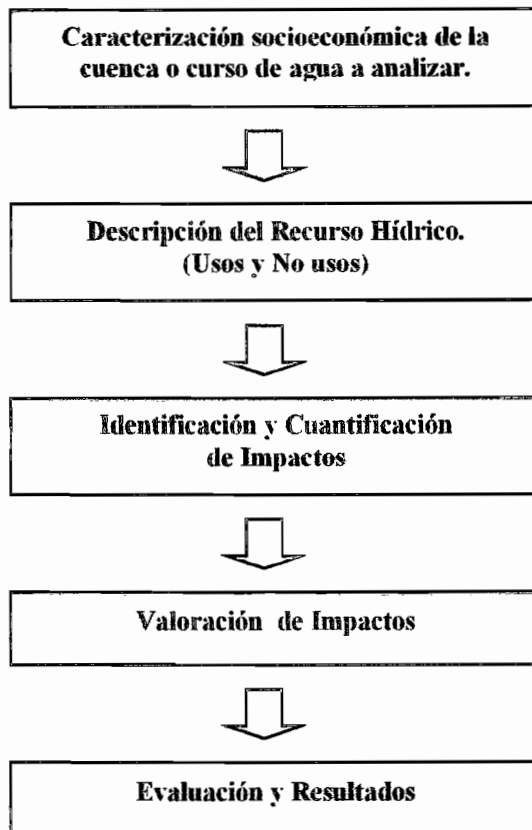 Caracterización socioeconómica de la
cuenca o curso de agua a analizar.
Descripción del Recurso Hídrico.
(Usos y No usos)
Identificación y Cuantificación
de Impactos
Valoración de Impactos
Evaluación y Resultados